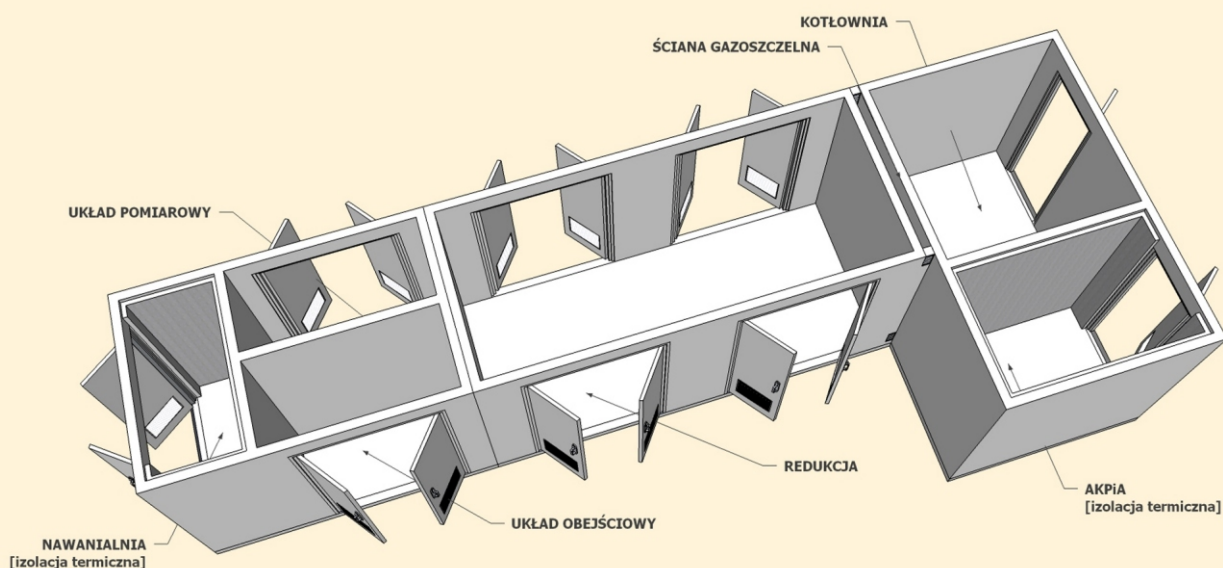 KOTŁOWNIA
ŚCIANA GAZOSZCZELNA
UKŁAD POMIAROWY
REDUKCJA
AKPiA
[izolacja termiczna]
UKŁAD OBEJŚCIOWY
NAWANIALNIA
[izolacja termiczna]